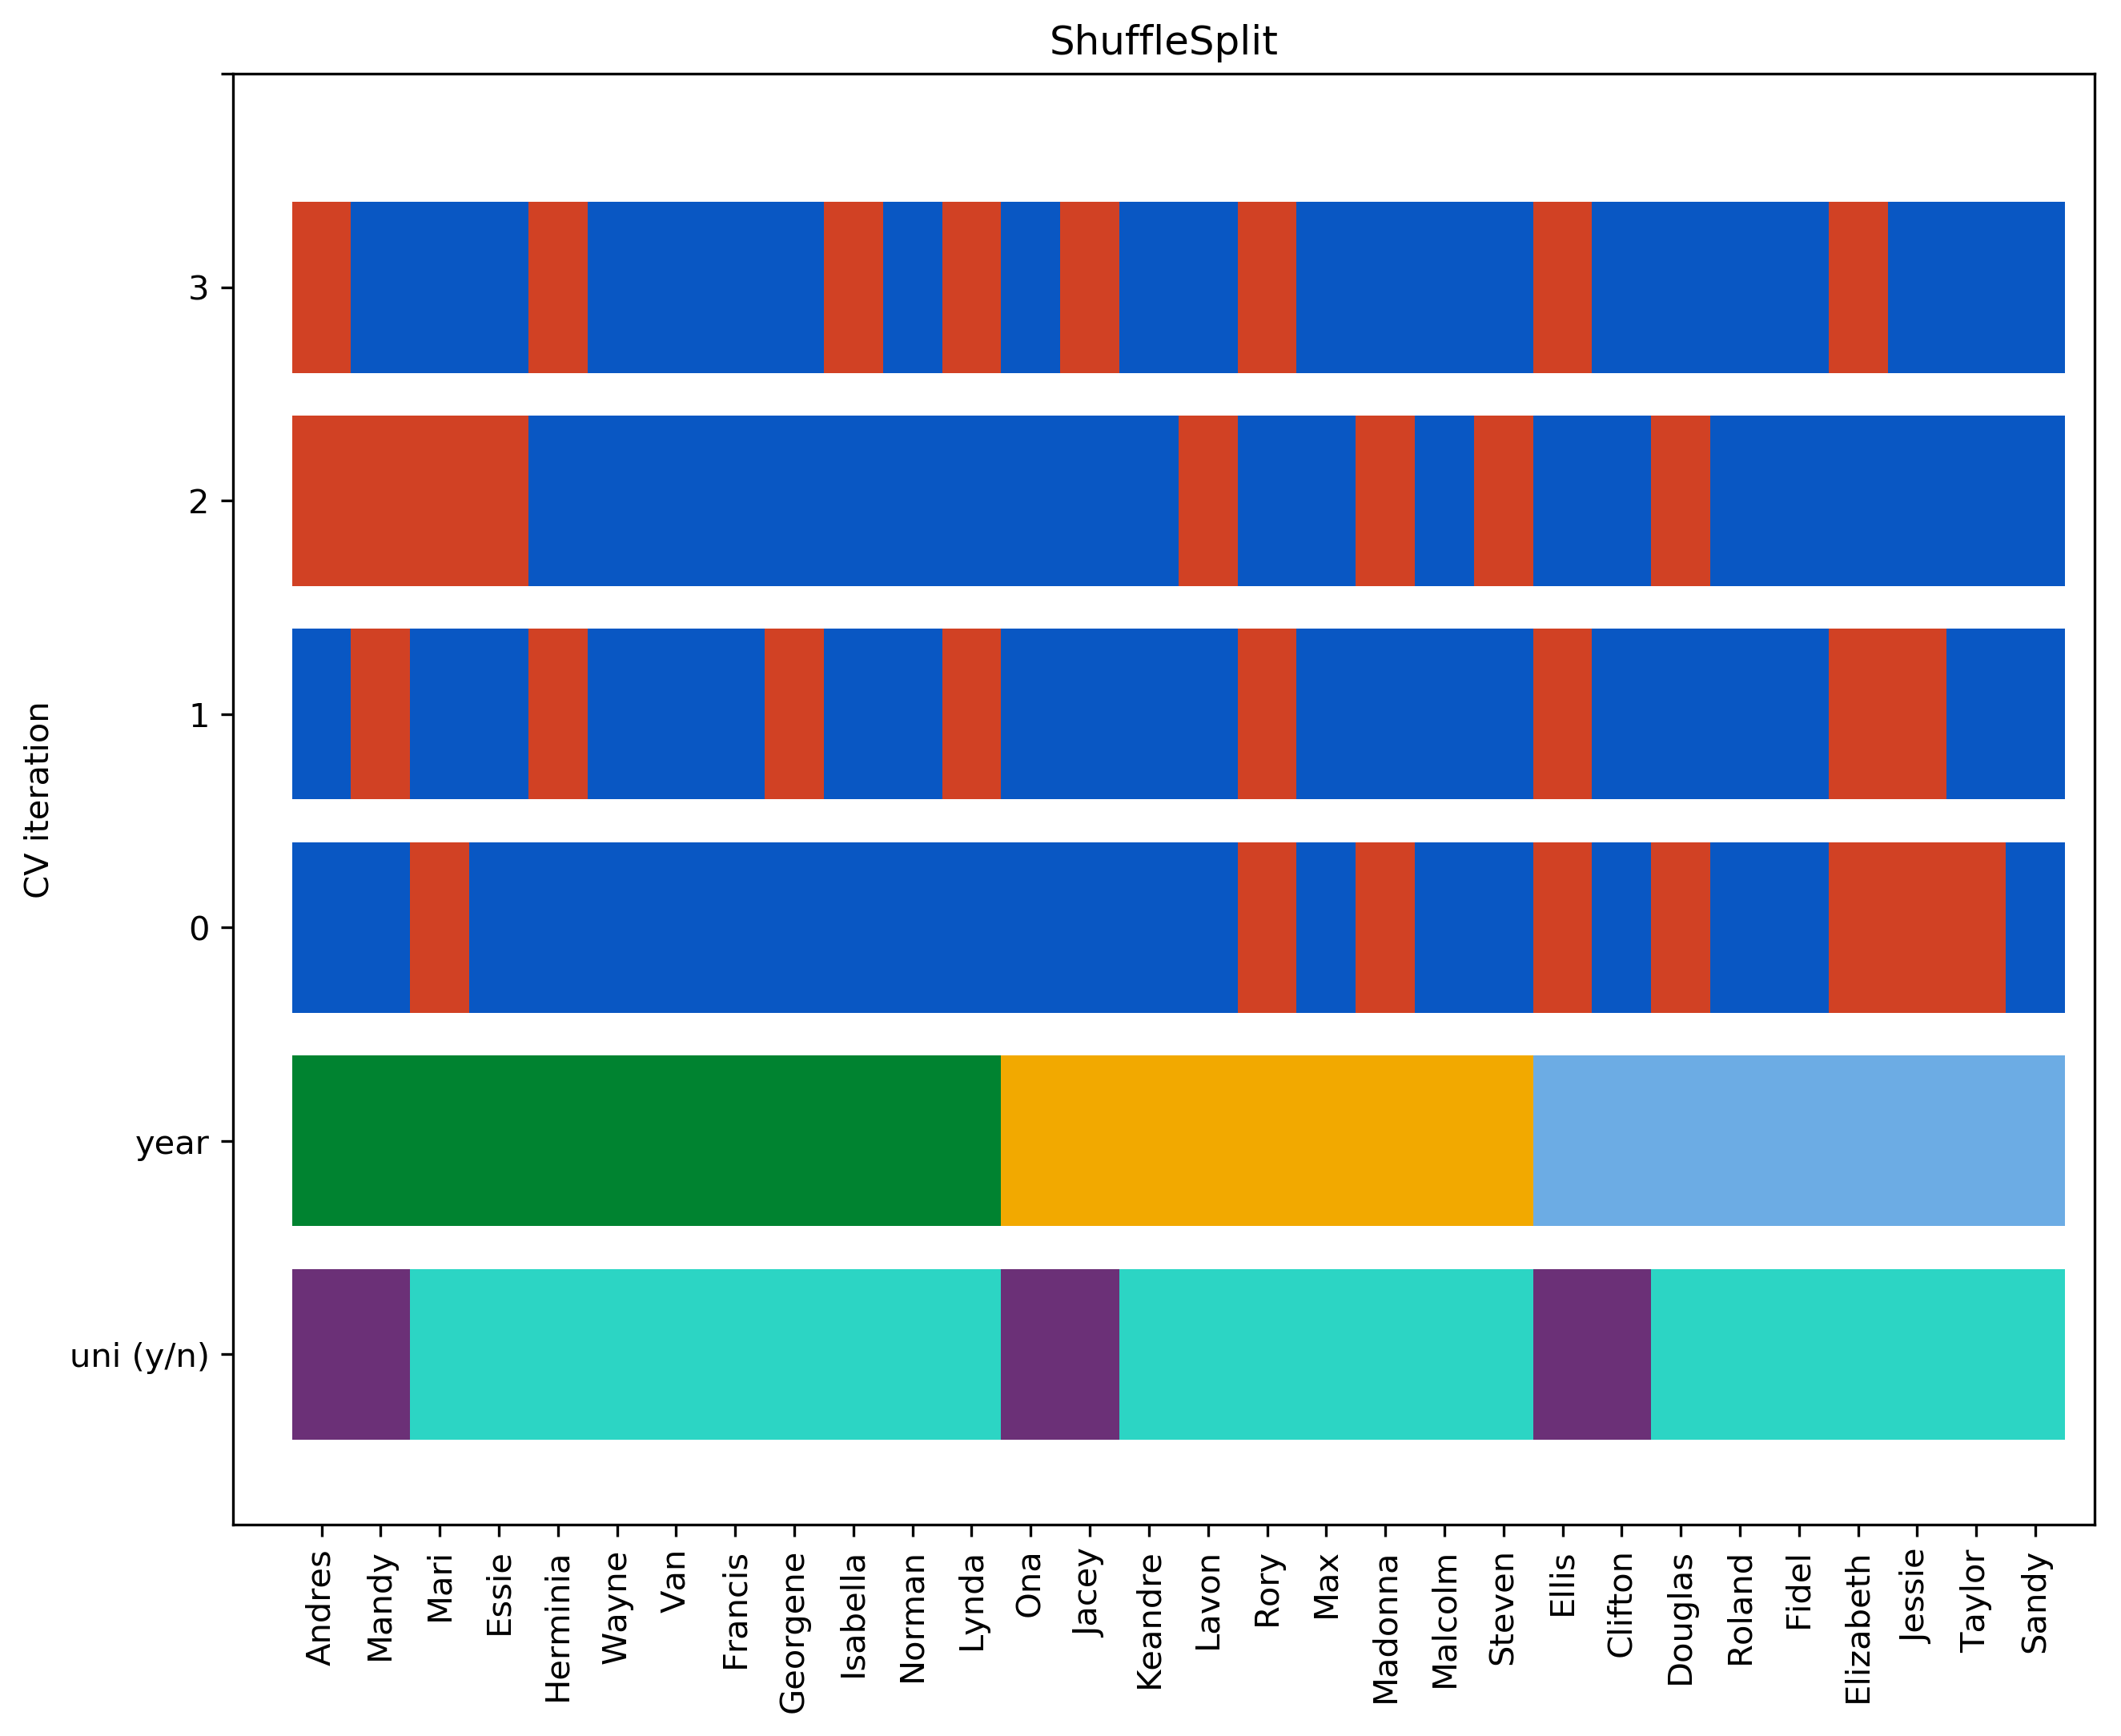 ShuffleSplit
CV iteration
3
2
1
0
year
uni (y/n)
Andres
Mandy
Mari
Essie
Herminia
Wayne
Van
Francis
Georgene
Isabella
Norman
Lynda
Ona
Jacey
Keandre
Lavon
Rory
Max
Madonna
Malcolm
Steven
Ellis
Clifton
Douglas
Roland
Fidel
Elizabeth
Jessie
Taylor
Sandy